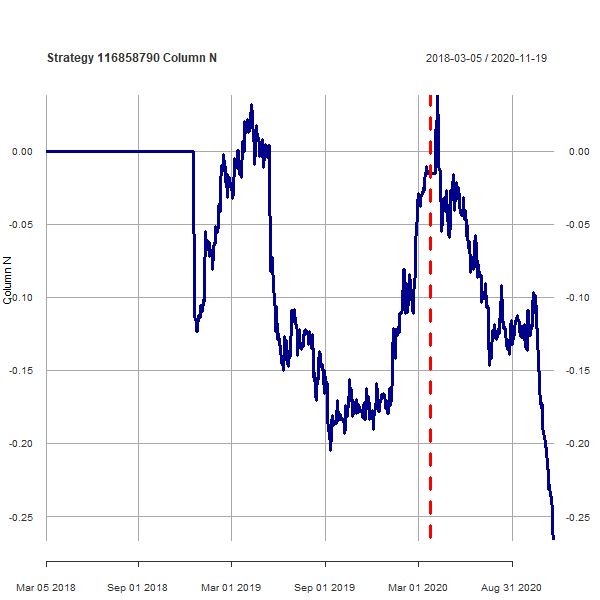 Strategy 116858790 Column N
2018-03-05 / 2020-11-19
Column N
0.00
-0.05
-0.10
-0.15
-0.20
-0.25
0.00
-0.05
-0.10
-0.15
-0.20
-0.25
Mar 05 2018
Sep 01 2018
Mar 01 2019
Sep 01 2019
Mar 01 2020
Aug 31 2020